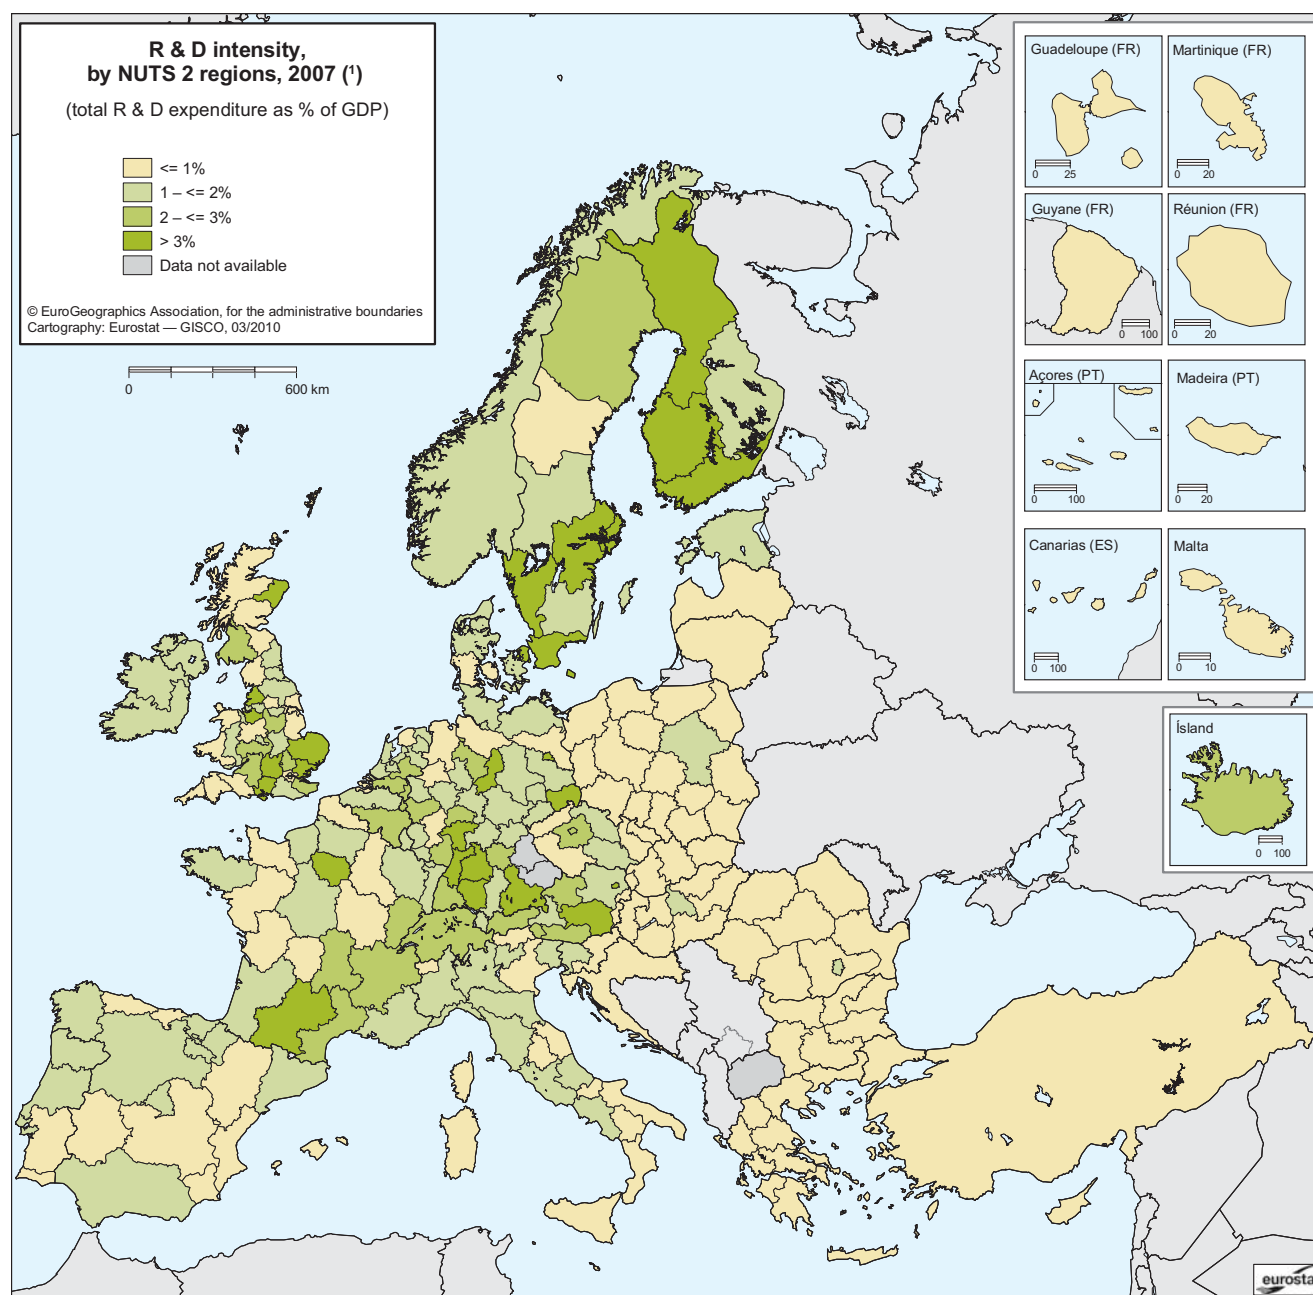 R & D intensity,
by NUTS 2 regions, 2007 (¹)
(total R & D expenditure as % of GDP)
<= 1%
1 – <= 2%
2 – <= 3%
> 3%
Data not available
© EuroGeographics Association, for the administrative boundaries
Cartography: Eurostat — GISCO, 03/2010
0 600 km
Guadeloupe (FR)
0 25
Martinique (FR)
0 20
Guyane (FR)
0 100
Réunion (FR)
0 20
Açores (PT)
0 100
Madeira (PT)
0 20
Canarias (ES)
0 100
Malta
0 10
Ísland
0 100
eurosta